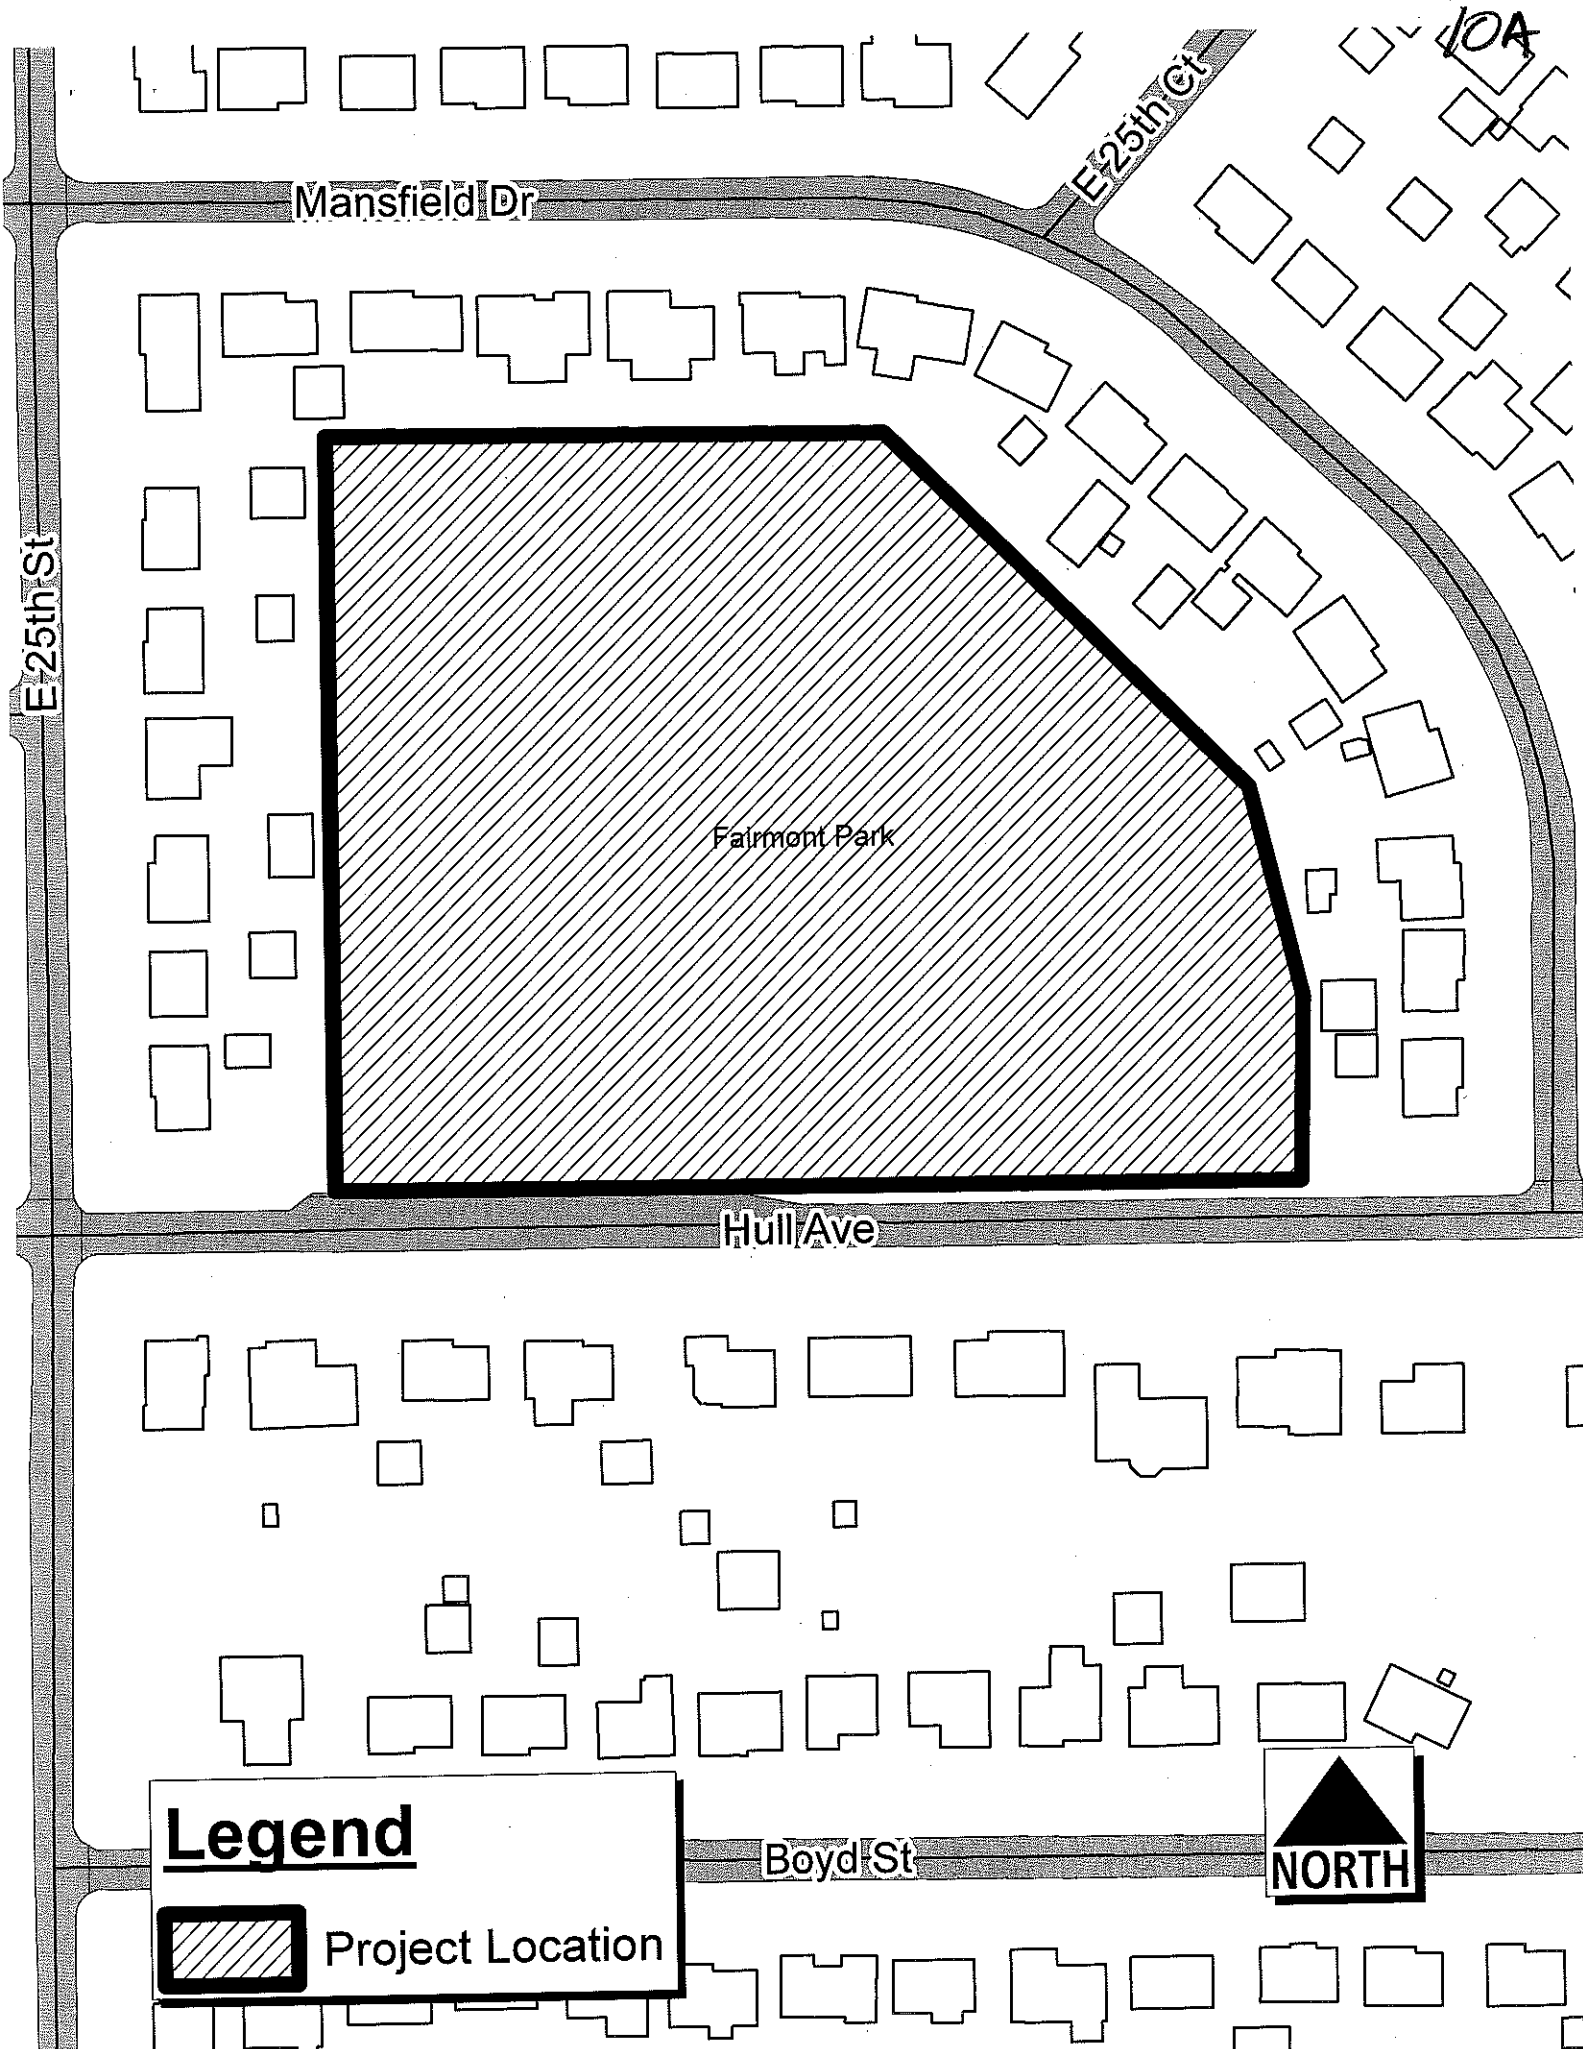 10A
E 25th Ct
Mansfield Dr
E 25th St
Fairmont Park
Hull Ave
Legend
Project Location
Boyd St
NORTH